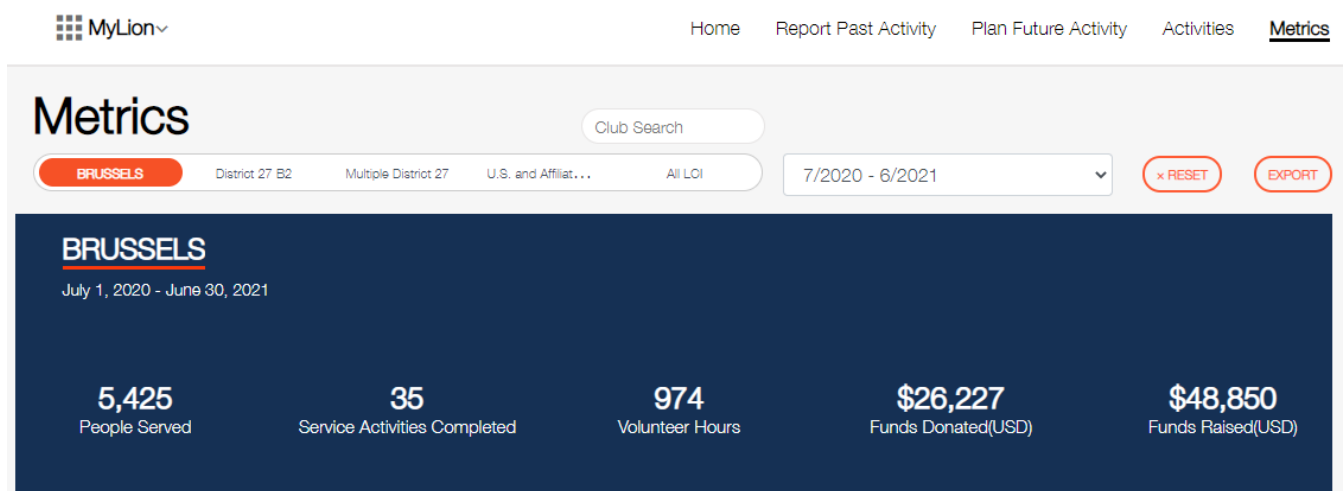 MyLion
Home Report Past Activity Plan Future Activity Activities Metrics
Metrics
Club Search
BRUSSELS District 27 B2 Multiple District 27 U.S. and Affiliat... All LCI 7/2020 - 6/2021 × RESET EXPORT
BRUSSELS
July 1, 2020 - June 30, 2021
5,425 35 974 $26,227 $48,850
People Served Service Activities Completed Volunteer Hours Funds Donated(USD) Funds Raised(USD)